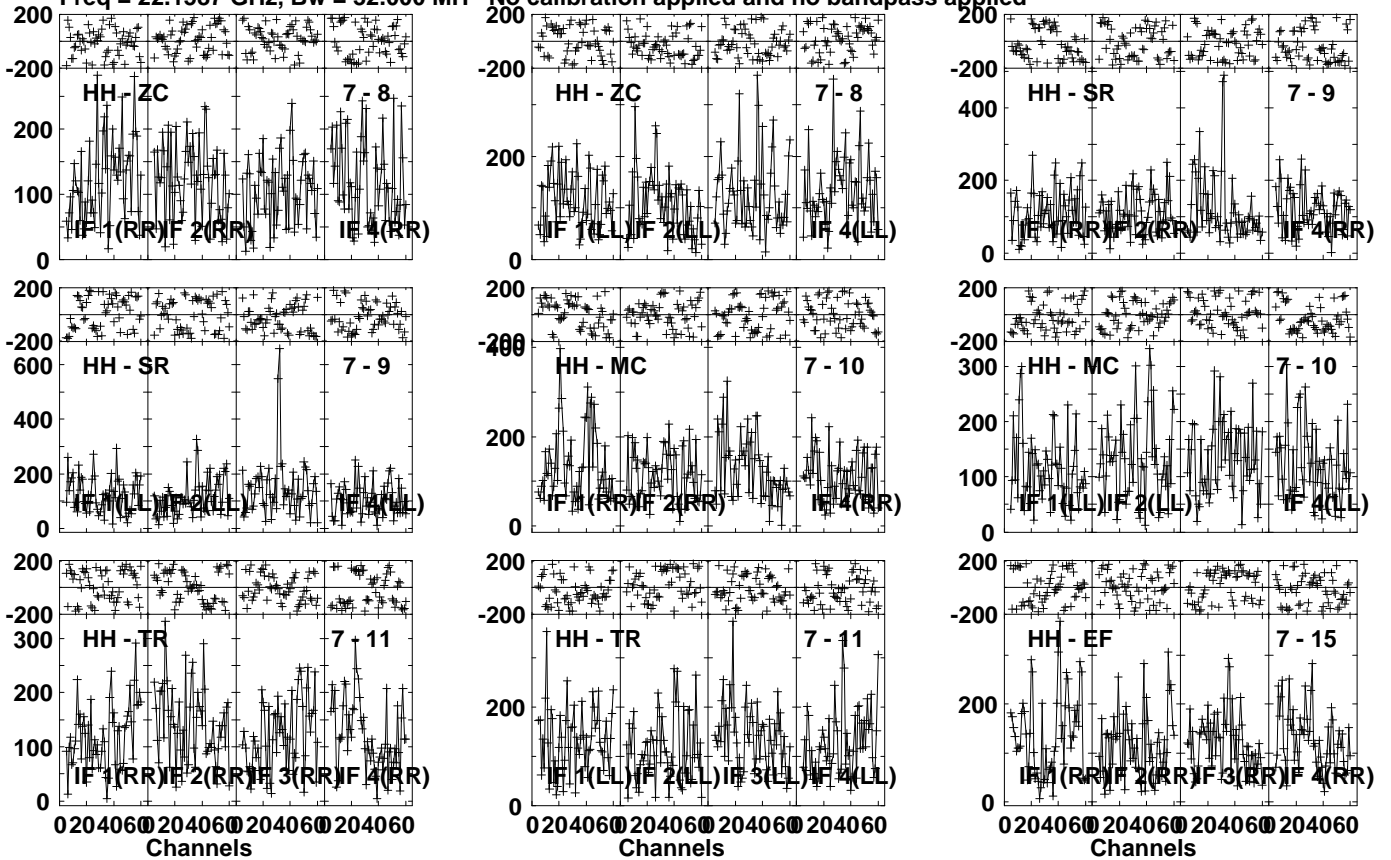 Freq = 22.1587 GHz, Bw = 32.000 MH No calibration applied and no bandpass applied
200 200 200
-200 -200 -200
HH - ZC 7 - 8 HH - ZC 7 - 8 HH - SR 7 - 9
400
200 200 200
100
IF 1(RR) IF 2(RR) IF 4(RR) IF 1(LL) IF 2(LL) IF 4(LL) IF 1(RR) IF 2(RR) IF 4(RR)
0 0 0
200 200 200
-200 -200 -200
HH - SR 7 - 9 HH - MC 7 - 10 HH - MC 7 - 10
600 400 300
400 200 200
200 100
IF 1(LL) IF 2(LL) IF 4(LL) IF 1(RR) IF 2(RR) IF 4(RR) IF 1(LL) IF 2(LL) IF 4(LL)
0 0 0
200 200 200
-200 -200 -200
HH - TR 7 - 11 HH - TR 7 - 11 HH - EF 7 - 15
300
200 200 200
100
IF 1(RR) IF 2(RR) IF 3(RR) IF 4(RR) IF 1(LL) IF 2(LL) IF 3(LL) IF 4(LL) IF 1(RR) IF 2(RR) IF 3(RR) IF 4(RR)
0 0 0
0 20 40 60 0 20 40 60 0 20 40 60 0 20 40 60 0 20 40 60 0 20 40 60 0 20 40 60 0 20 40 60 0 20 40 60 0 20 40 60 0 20 40 60 0 20 40 60
Channels Channels Channels